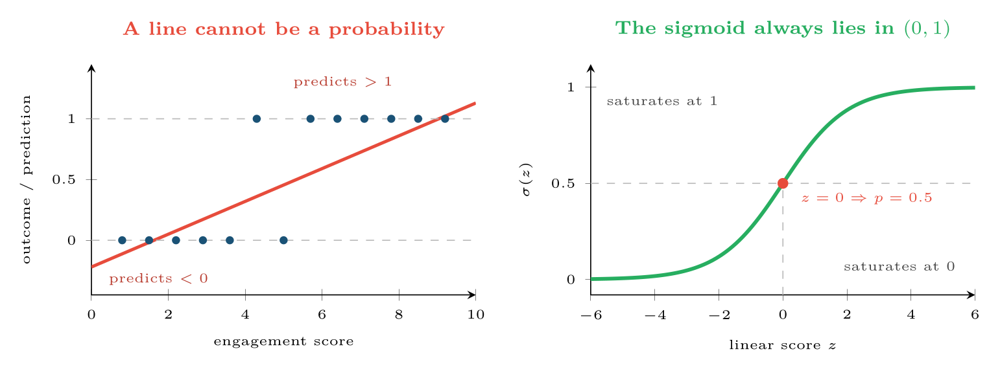 A line cannot be a probability
predicts > 1
1
0.5
0
outcome / prediction
predicts < 0
0 2 4 6 8 10
engagement score
The sigmoid always lies in (0, 1)
1
saturates at 1
0.5
σ(z)
z = 0 ⇒ p = 0.5
saturates at 0
0
−6 −4 −2 0 2 4 6
linear score z